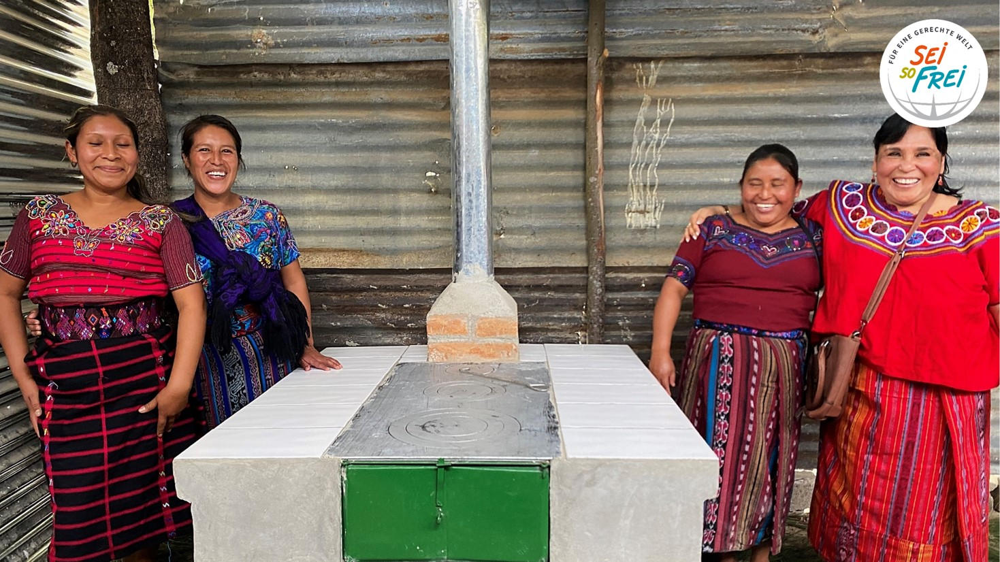 FÜR EINE GERECHTE WELT
SEi
so FREi